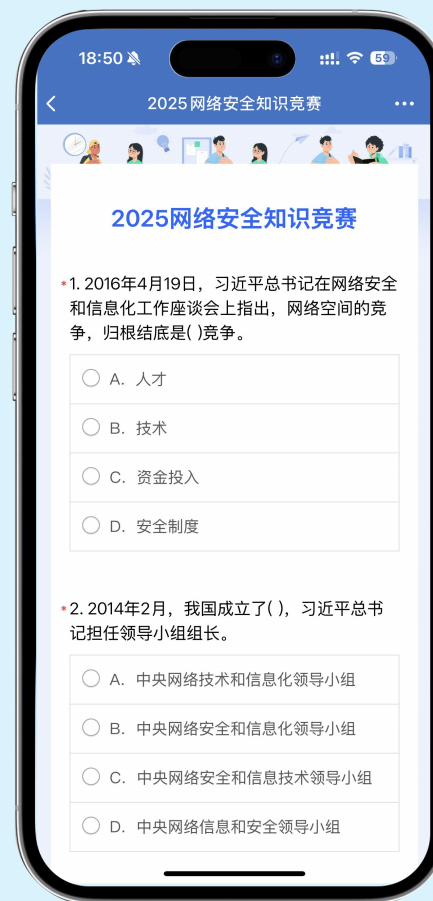 18:50
59
2025网络安全知识竞赛
2025网络安全知识竞赛
*1. 2016年4月19日，习近平总书记在网络安全
和信息化工作座谈会上指出，网络空间的竞
争，归根结底是( )竞争。
A. 人才
B. 技术
C. 资金投入
D. 安全制度
*2. 2014年2月，我国成立了( )，习近平总书
记担任领导小组组长。
A. 中央网络技术和信息化领导小组
B. 中央网络安全和信息化领导小组
C. 中央网络安全和信息技术领导小组
D. 中央网络信息和安全领导小组